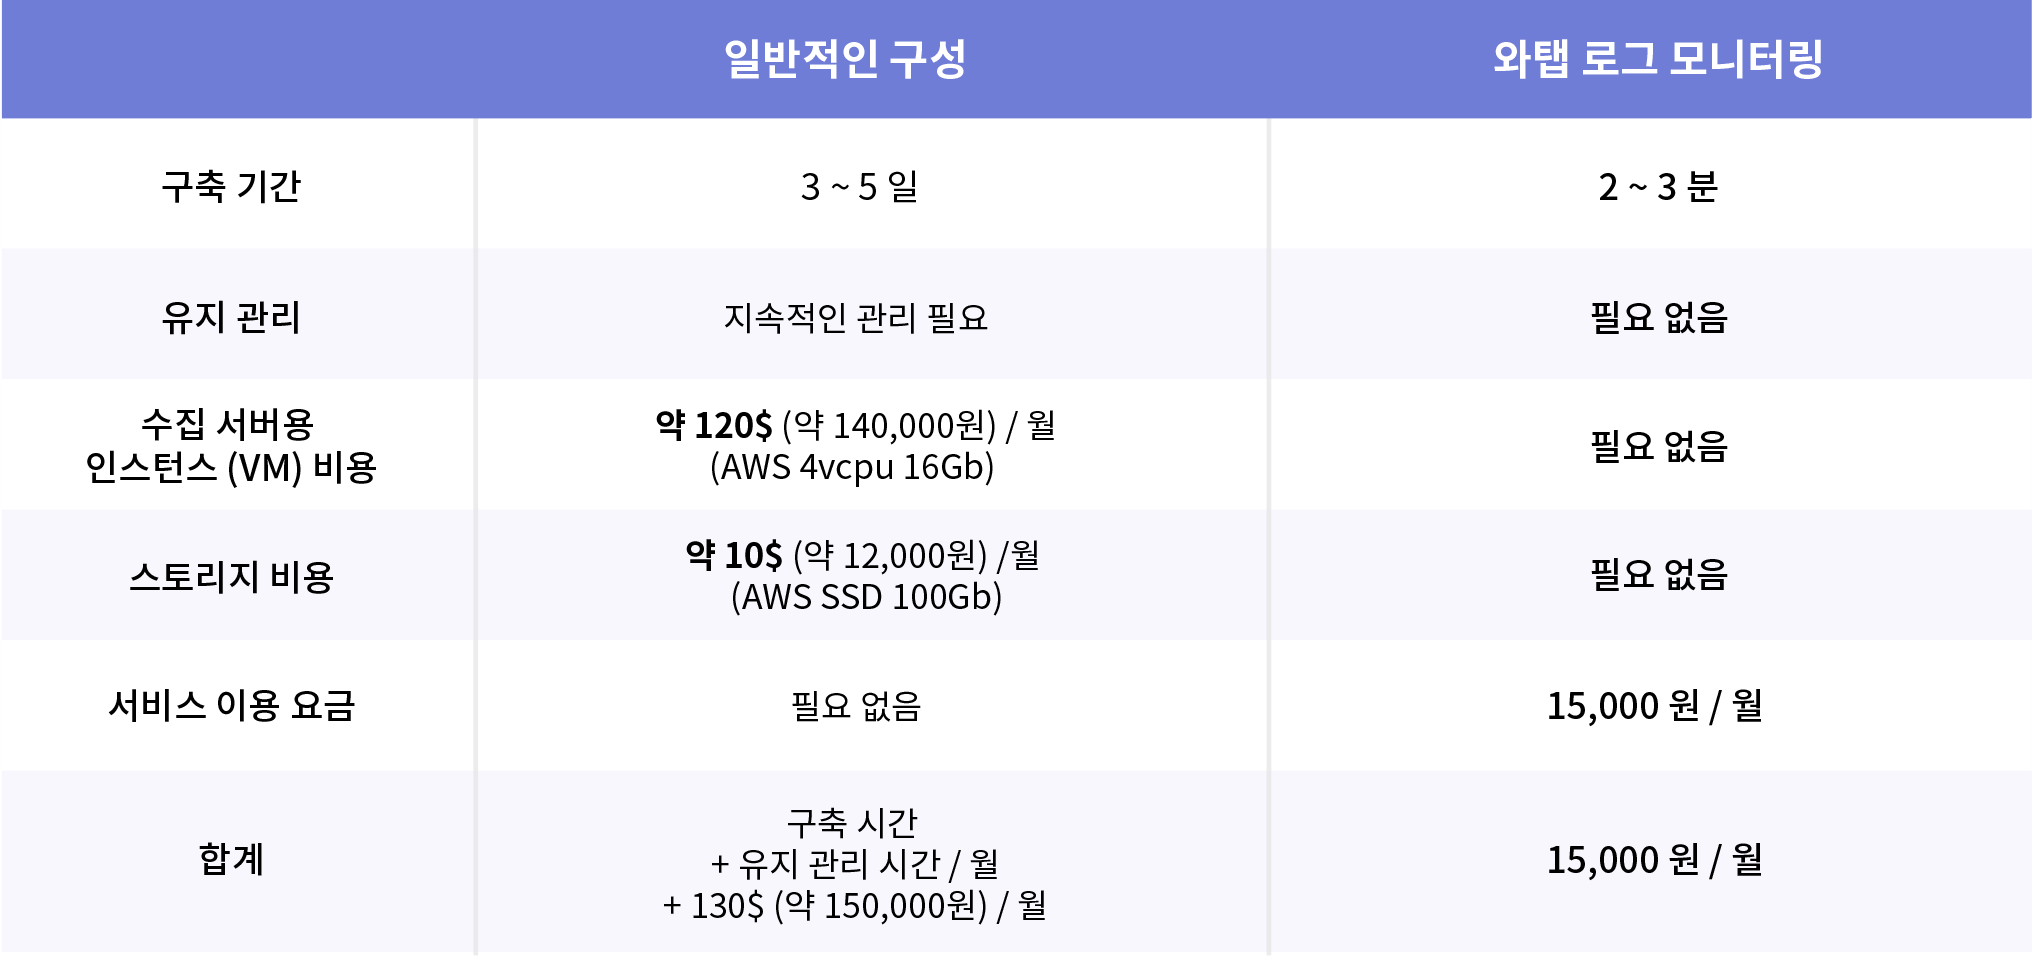 일반적인 구성
와탭 로그 모니터링
구축 기간
3 ~ 5 일
2 ~ 3 분
유지 관리
지속적인 관리 필요
필요 없음
수집 서버용
인스턴스 (VM) 비용
약 120$ (약 140,000원) / 월
(AWS 4vcpu 16Gb)
필요 없음
스토리지 비용
약 10$ (약 12,000원) /월
(AWS SSD 100Gb)
필요 없음
서비스 이용 요금
필요 없음
15,000 원 / 월
합계
구축 시간
+ 유지 관리 시간 / 월
+ 130$ (약 150,000원) / 월
15,000 원 / 월